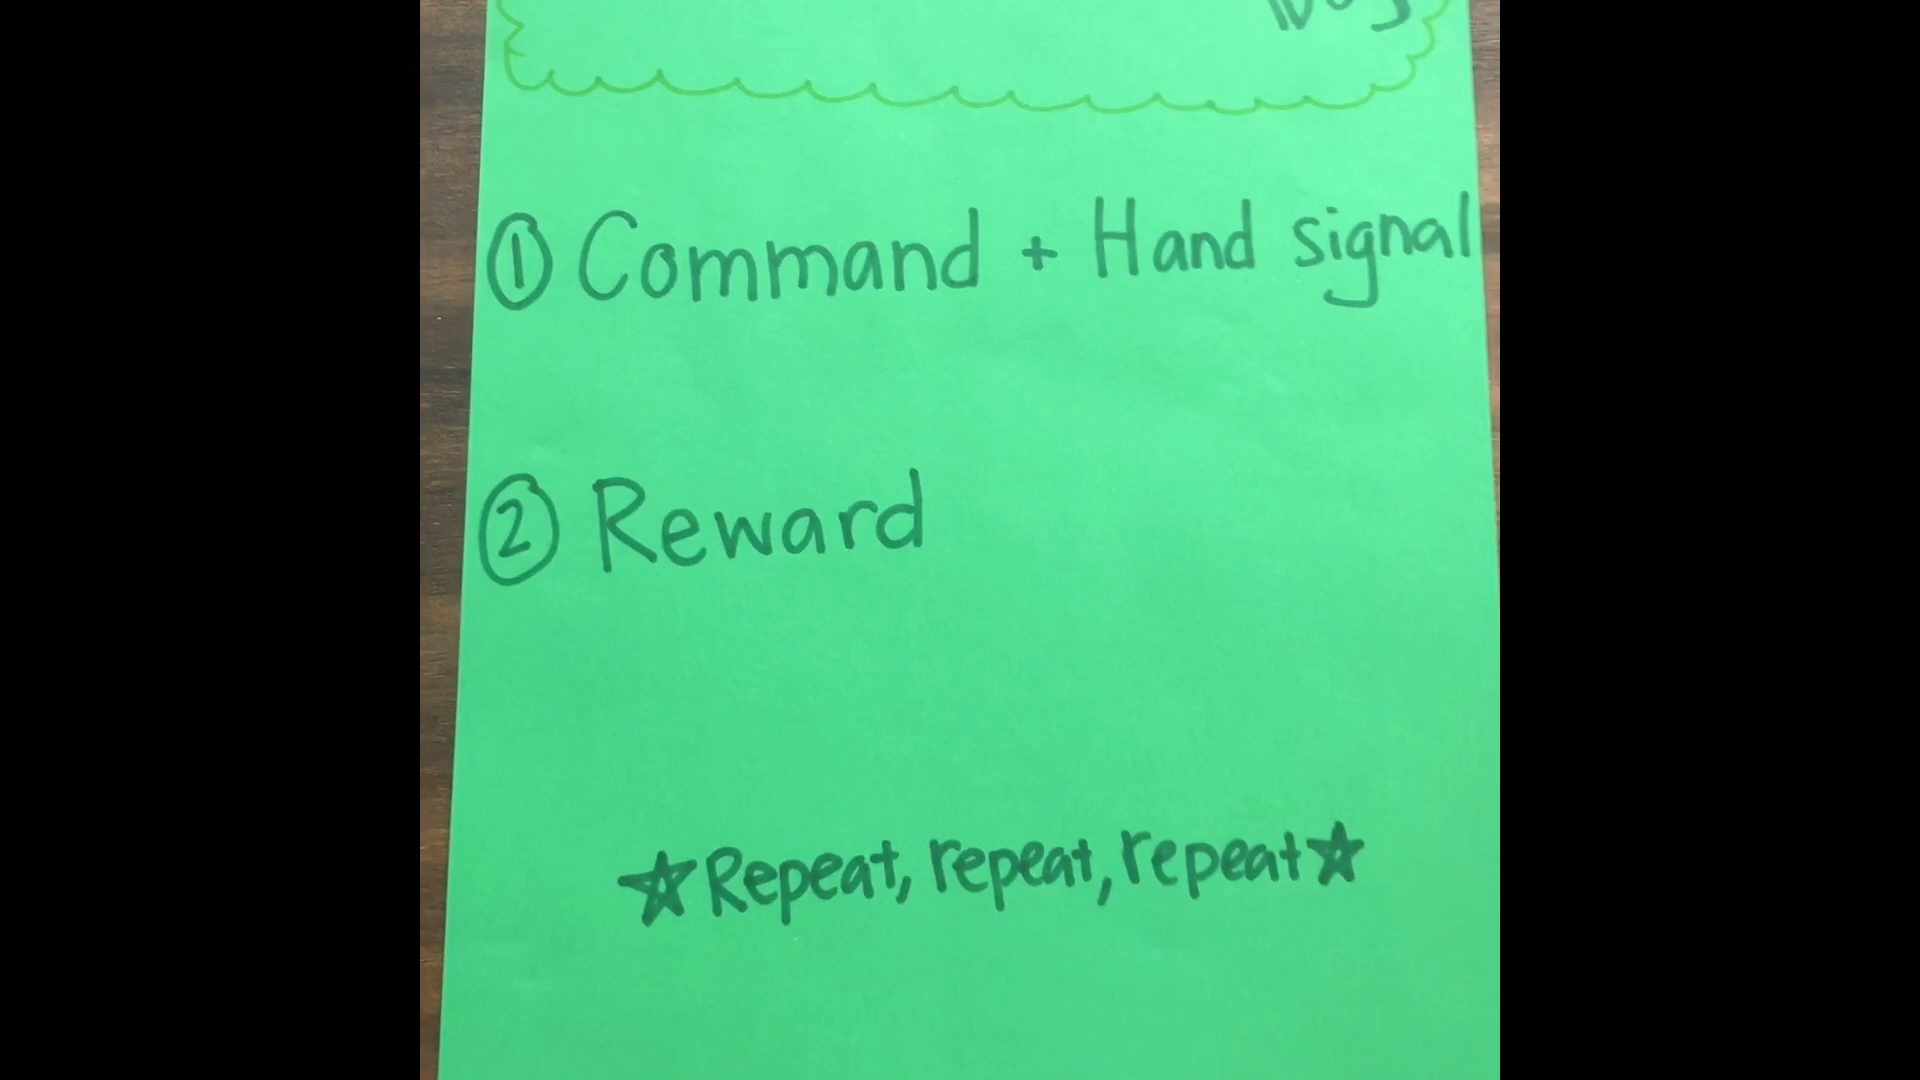 ① Command + Hand signal
② Reward
☆Repeat, repeat, repeat☆